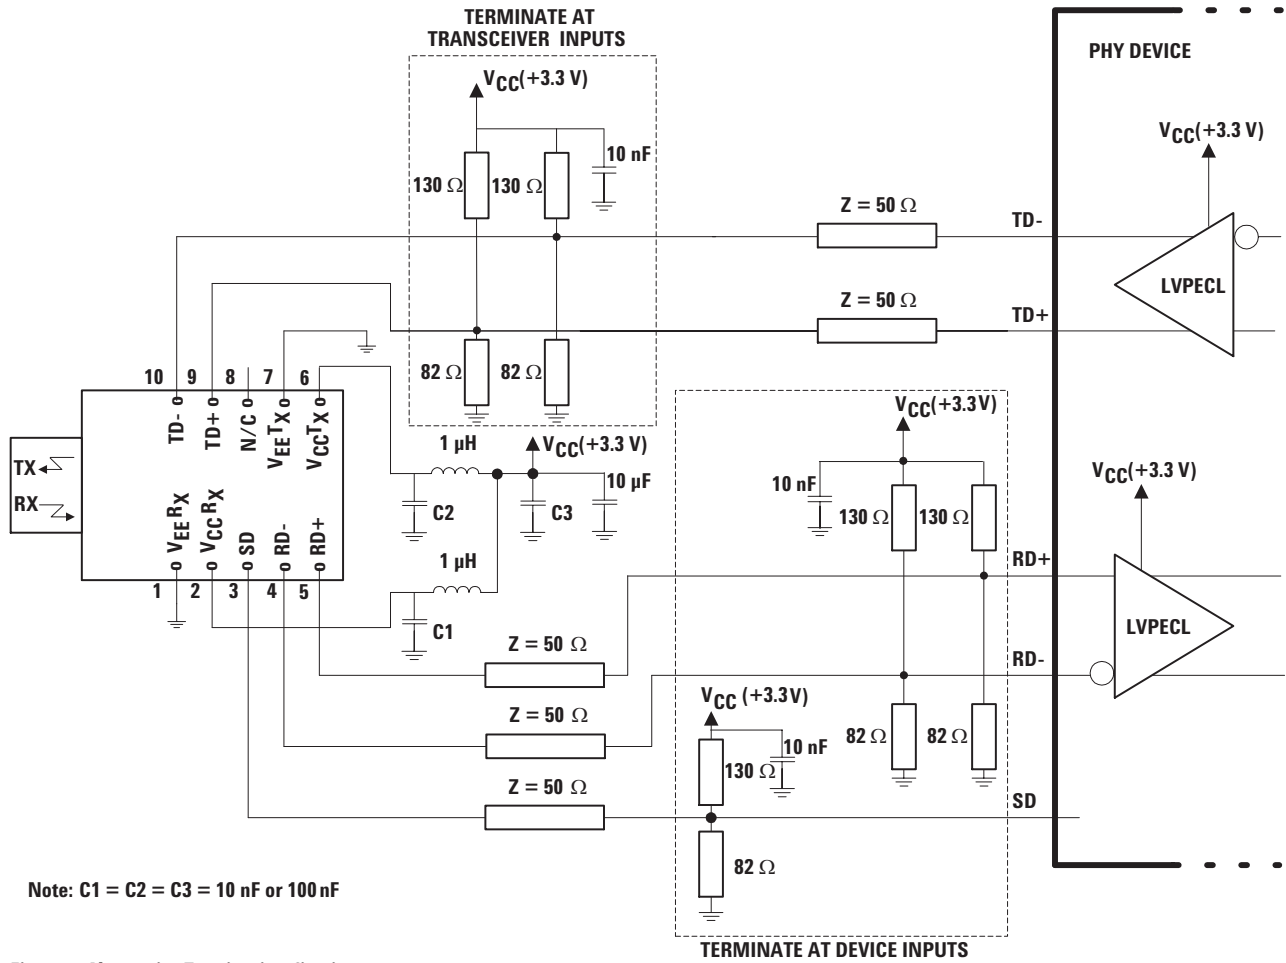 TERMINATE AT
TRANSCEIVER INPUTS
VCC(+3.3 V)
10 nF
130 Ω
130 Ω
82 Ω
82 Ω
PHY DEVICE
VCC(+3.3 V)
Z = 50 Ω
TD-
LVPECL
Z = 50 Ω
TD+
10
9
8
7
6
TD-
TD+
N/C
VEETX
VCCTX
TX
RX
VEERX
VCCRX
SD
RD-
RD+
1
2
3
4
5
1 µH
VCC(+3.3 V)
C2
C3
10 µF
1 µH
C1
VCC(+3.3 V)
10 nF
130 Ω
130 Ω
VCC(+3.3 V)
RD+
LVPECL
RD-
Z = 50 Ω
Z = 50 Ω
Z = 50 Ω
VCC (+3.3 V)
10 nF
130 Ω
82 Ω
82 Ω
82 Ω
SD
Note: C1 = C2 = C3 = 10 nF or 100 nF
TERMINATE AT DEVICE INPUTS